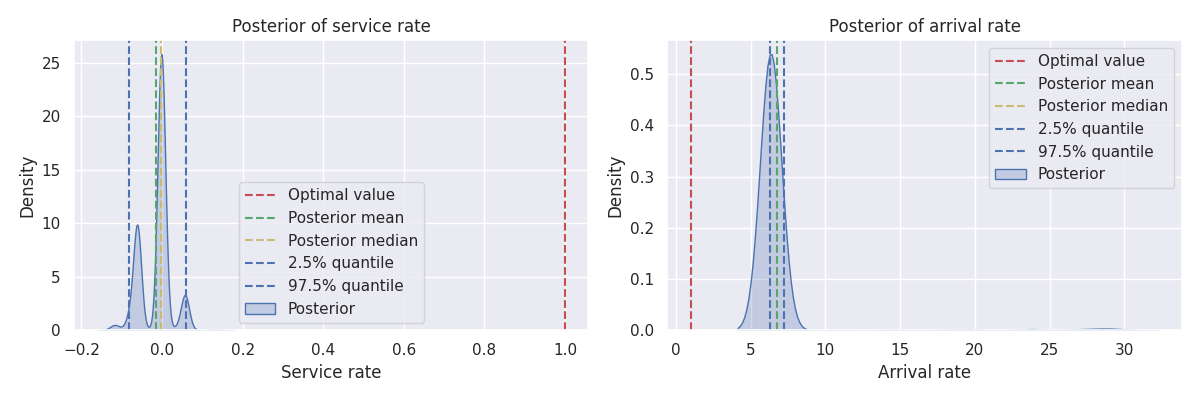 Posterior of service rate
Density
25
20
15
10
5
0
Optimal value
Posterior mean
Posterior median
2.5% quantile
97.5% quantile
Posterior
−0.2 0.0 0.2 0.4 0.6 0.8 1.0
Service rate
Posterior of arrival rate
Density
0.5
0.4
0.3
0.2
0.1
0.0
Optimal value
Posterior mean
Posterior median
2.5% quantile
97.5% quantile
Posterior
0 5 10 15 20 25 30
Arrival rate